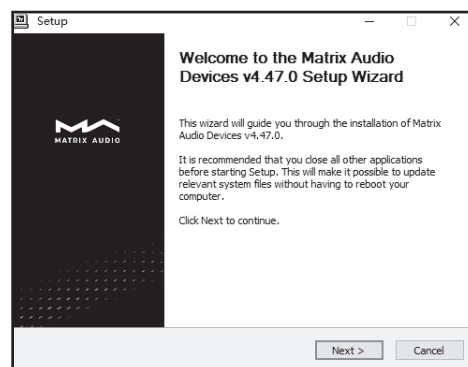 Setup
MATRIX AUDIO
Welcome to the Matrix Audio
Devices v4.47.0 Setup Wizard
This wizard will guide you through the installation of Matrix
Audio Devices v4.47.0.
It is recommended that you close all other applications
before starting Setup. This will make it possible to update
relevant system files without having to reboot your
computer.
Click Next to continue.
Next >
Cancel